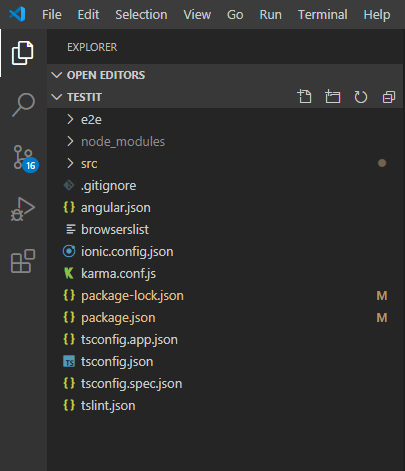 File Edit Selection View Go Run Terminal Help
EXPLORER
OPEN EDITORS
TESTIT
e2e
node_modules
src
.gitignore
{ } angular.json
browserslist
ionic.config.json
K karma.conf.js
{ } package-lock.json M
{ } package.json M
{ } tsconfig.app.json
TS tsconfig.json
{ } tsconfig.spec.json
{ } tslint.json
16